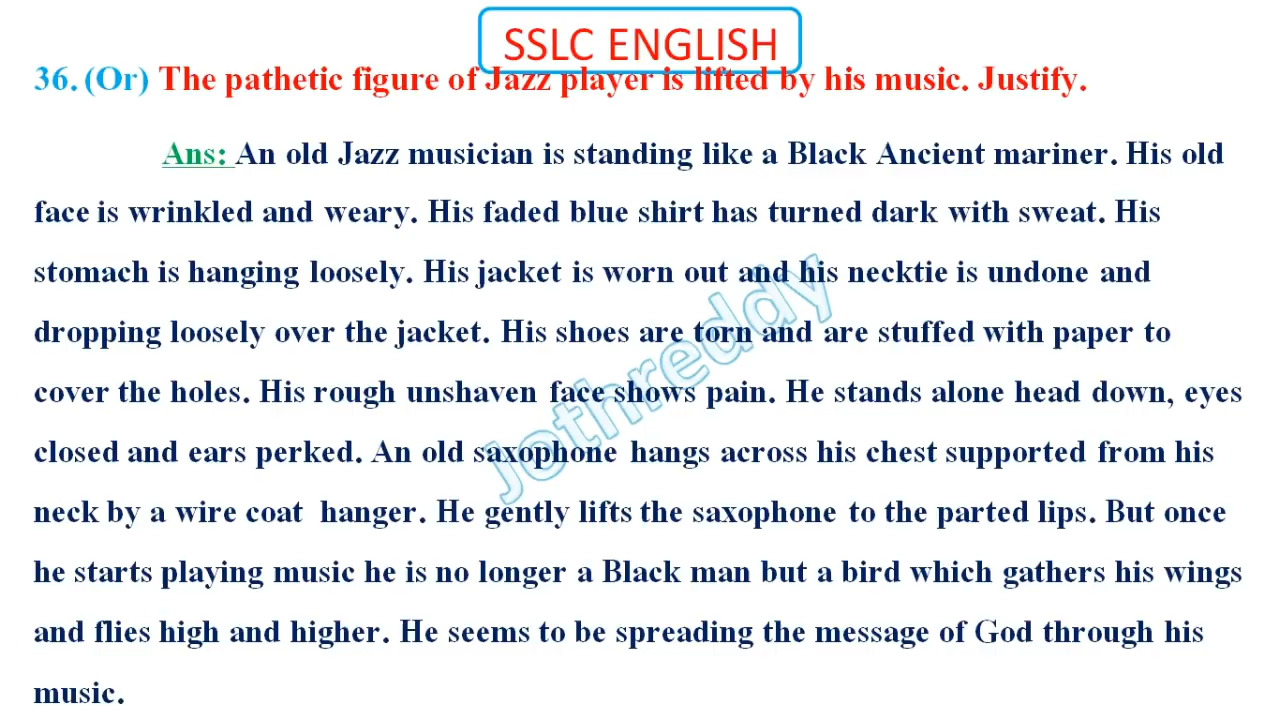 SSLC ENGLISH
36. (Or) The pathetic figure of Jazz player is lifted by his music. Justify.
Ans: An old Jazz musician is standing like a Black Ancient mariner. His old
face is wrinkled and weary. His faded blue shirt has turned dark with sweat. His
stomach is hanging loosely. His jacket is worn out and his necktie is undone and
dropping loosely over the jacket. His shoes are torn and are stuffed with paper to
cover the holes. His rough unshaven face shows pain. He stands alone head down, eyes
closed and ears perked. An old saxophone hangs across his chest supported from his
neck by a wire coat hanger. He gently lifts the saxophone to the parted lips. But once
he starts playing music he is no longer a Black man but a bird which gathers his wings
and flies high and higher. He seems to be spreading the message of God through his
music.
Jothreddy